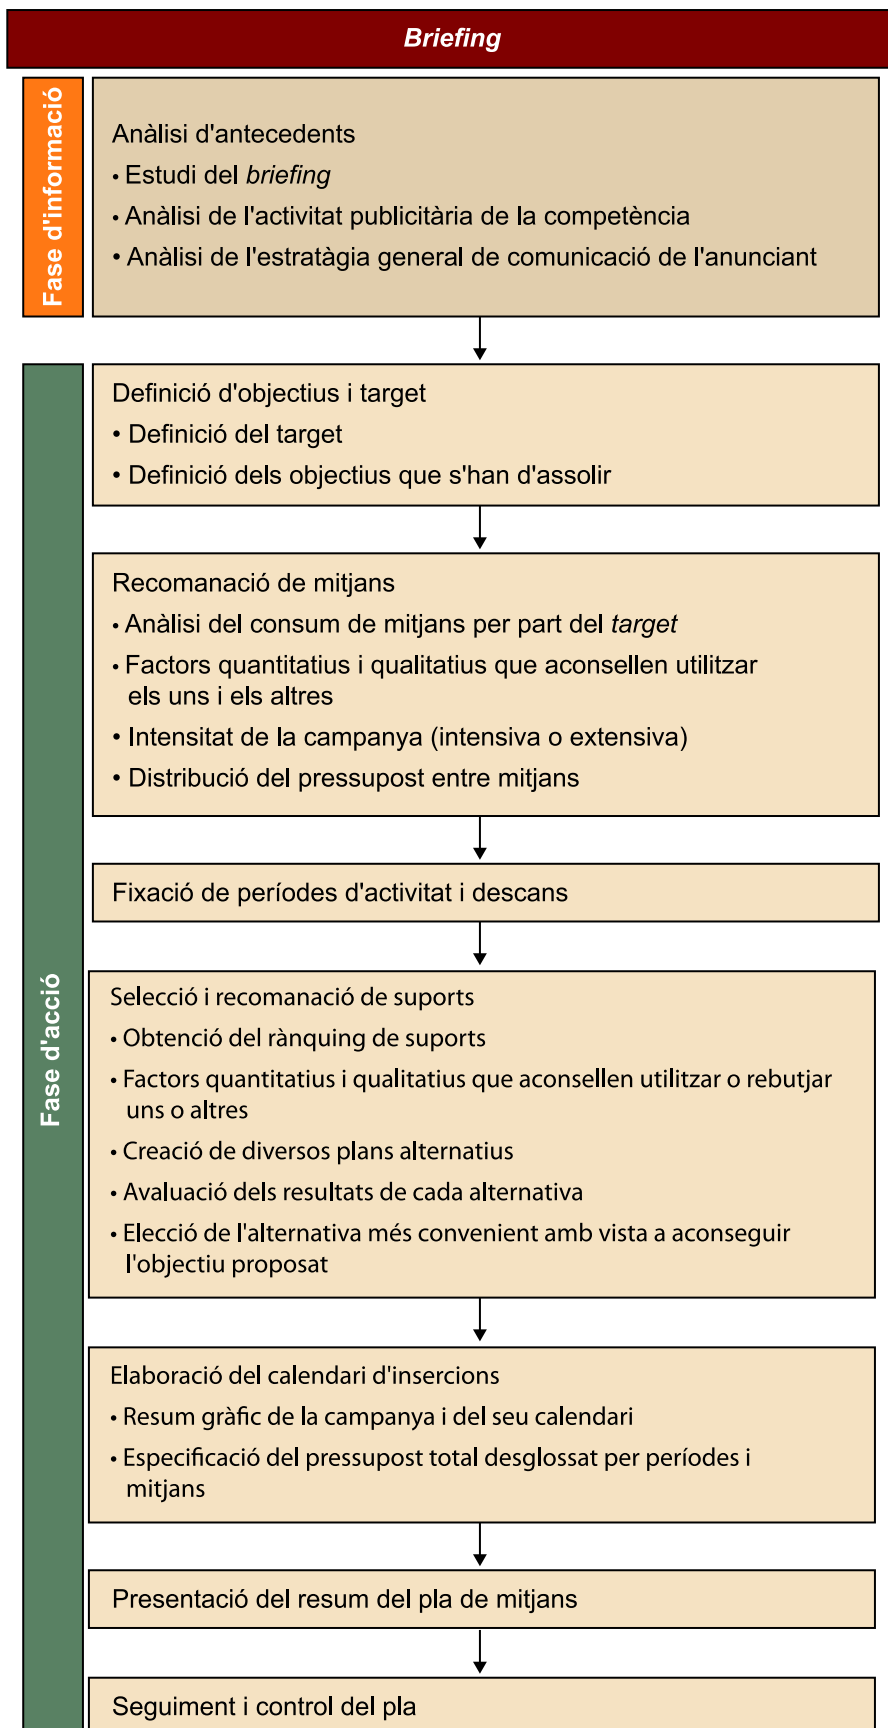 Briefing
Fase d'informació
Anàlisi d'antecedents
• Estudi del briefing
• Anàlisi de l'activitat publicitària de la competència
• Anàlisi de l'estratàgia general de comunicació de l'anunciant
Fase d'acció
Definició d'objectius i target
• Definició del target
• Definició dels objectius que s'han d'assolir
Recomanació de mitjans
• Anàlisi del consum de mitjans per part del target
• Factors quantitatius i qualitatius que aconsellen utilitzar
els uns i els altres
• Intensitat de la campanya (intensiva o extensiva)
• Distribució del pressupost entre mitjans
Fixació de períodes d'activitat i descans
Selecció i recomanació de suports
• Obtenció del rànquing de suports
• Factors quantitatius i qualitatius que aconsellen utilitzar o rebutjar
uns o altres
• Creació de diversos plans alternatius
• Avaluació dels resultats de cada alternativa
• Elecció de l'alternativa més convenient amb vista a aconseguir
l'objectiu proposat
Elaboració del calendari d'insercions
• Resum gràfic de la campanya i del seu calendari
• Especificació del pressupost total desglossat per períodes i
mitjans
Presentació del resum del pla de mitjans
Seguiment i control del pla